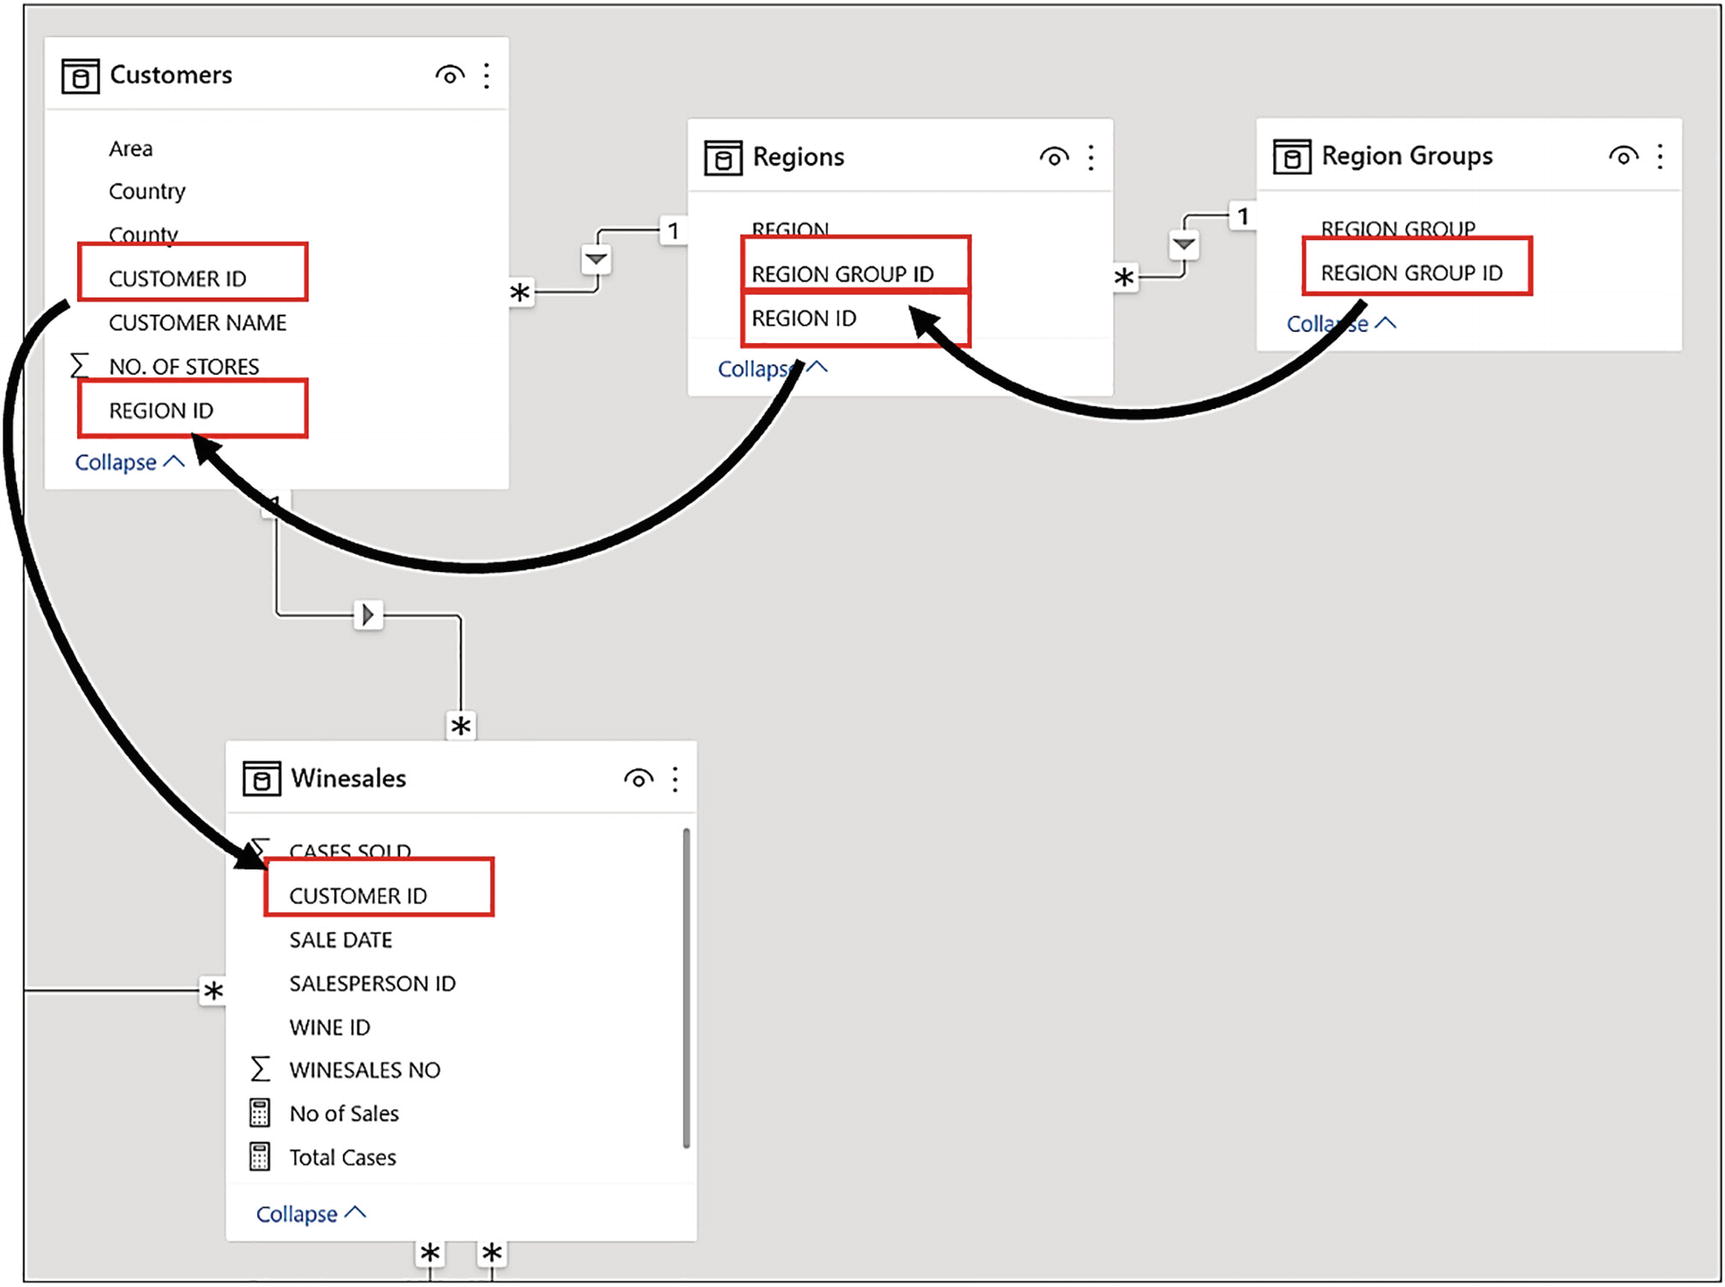 Customers
Area
Country
County
CUSTOMER ID
CUSTOMER NAME
NO. OF STORES
REGION ID
Collapse
1
*
1
Regions
REGION
REGION GROUP ID
REGION ID
Collapse
*
1
Region Groups
REGION GROUP
REGION GROUP ID
Collapse
*
Winesales
CASES SOLD
CUSTOMER ID
SALE DATE
SALESPERSON ID
WINE ID
WINESALES NO
No of Sales
Total Cases
Collapse
*
* *